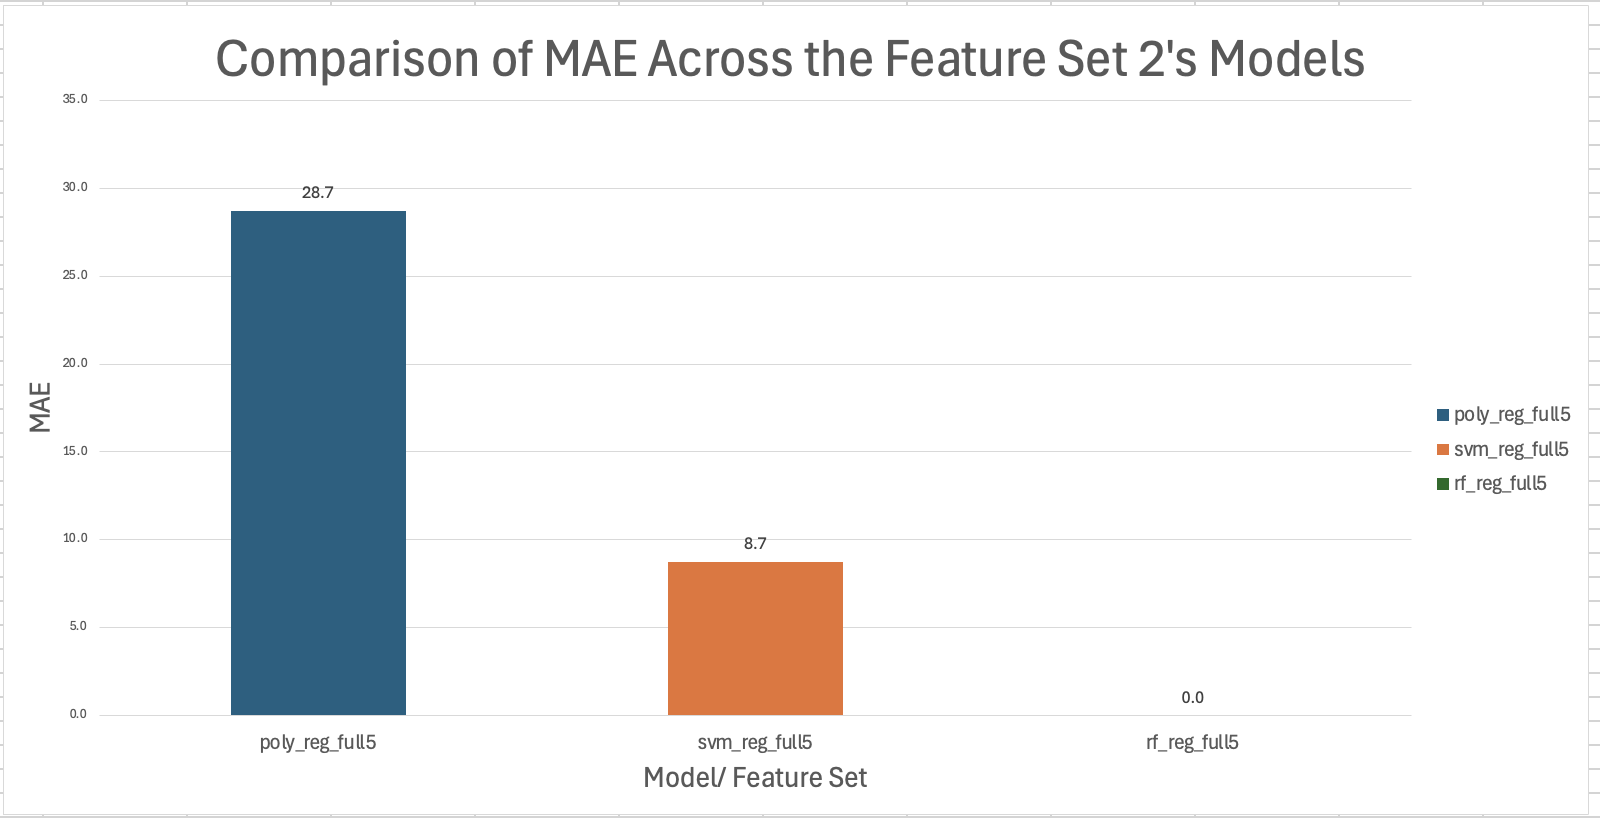 Comparison of MAE Across the Feature Set 2's Models
35.0
30.0
25.0
20.0
15.0
10.0
5.0
0.0
MAE
28.7
8.7
0.0
poly_reg_full5
svm_reg_full5
rf_reg_full5
Model/ Feature Set
poly_reg_full5
svm_reg_full5
rf_reg_full5